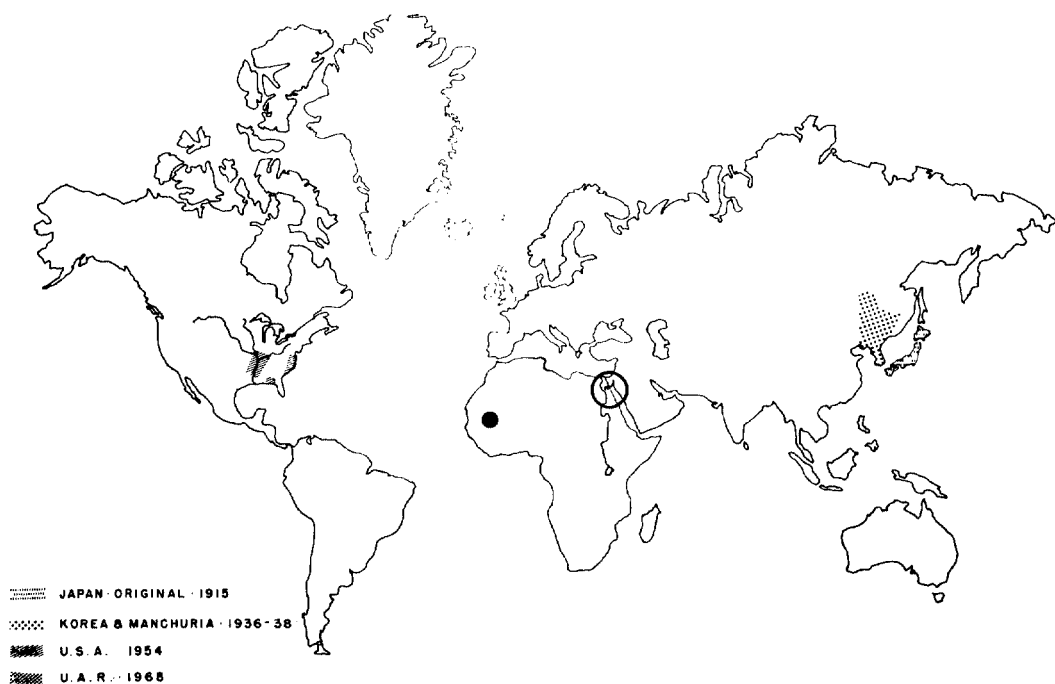 JAPAN · ORIGINAL · 1915
KOREA & MANCHURIA · 1936-38
U.S.A. 1954
U.A.R. · 1968